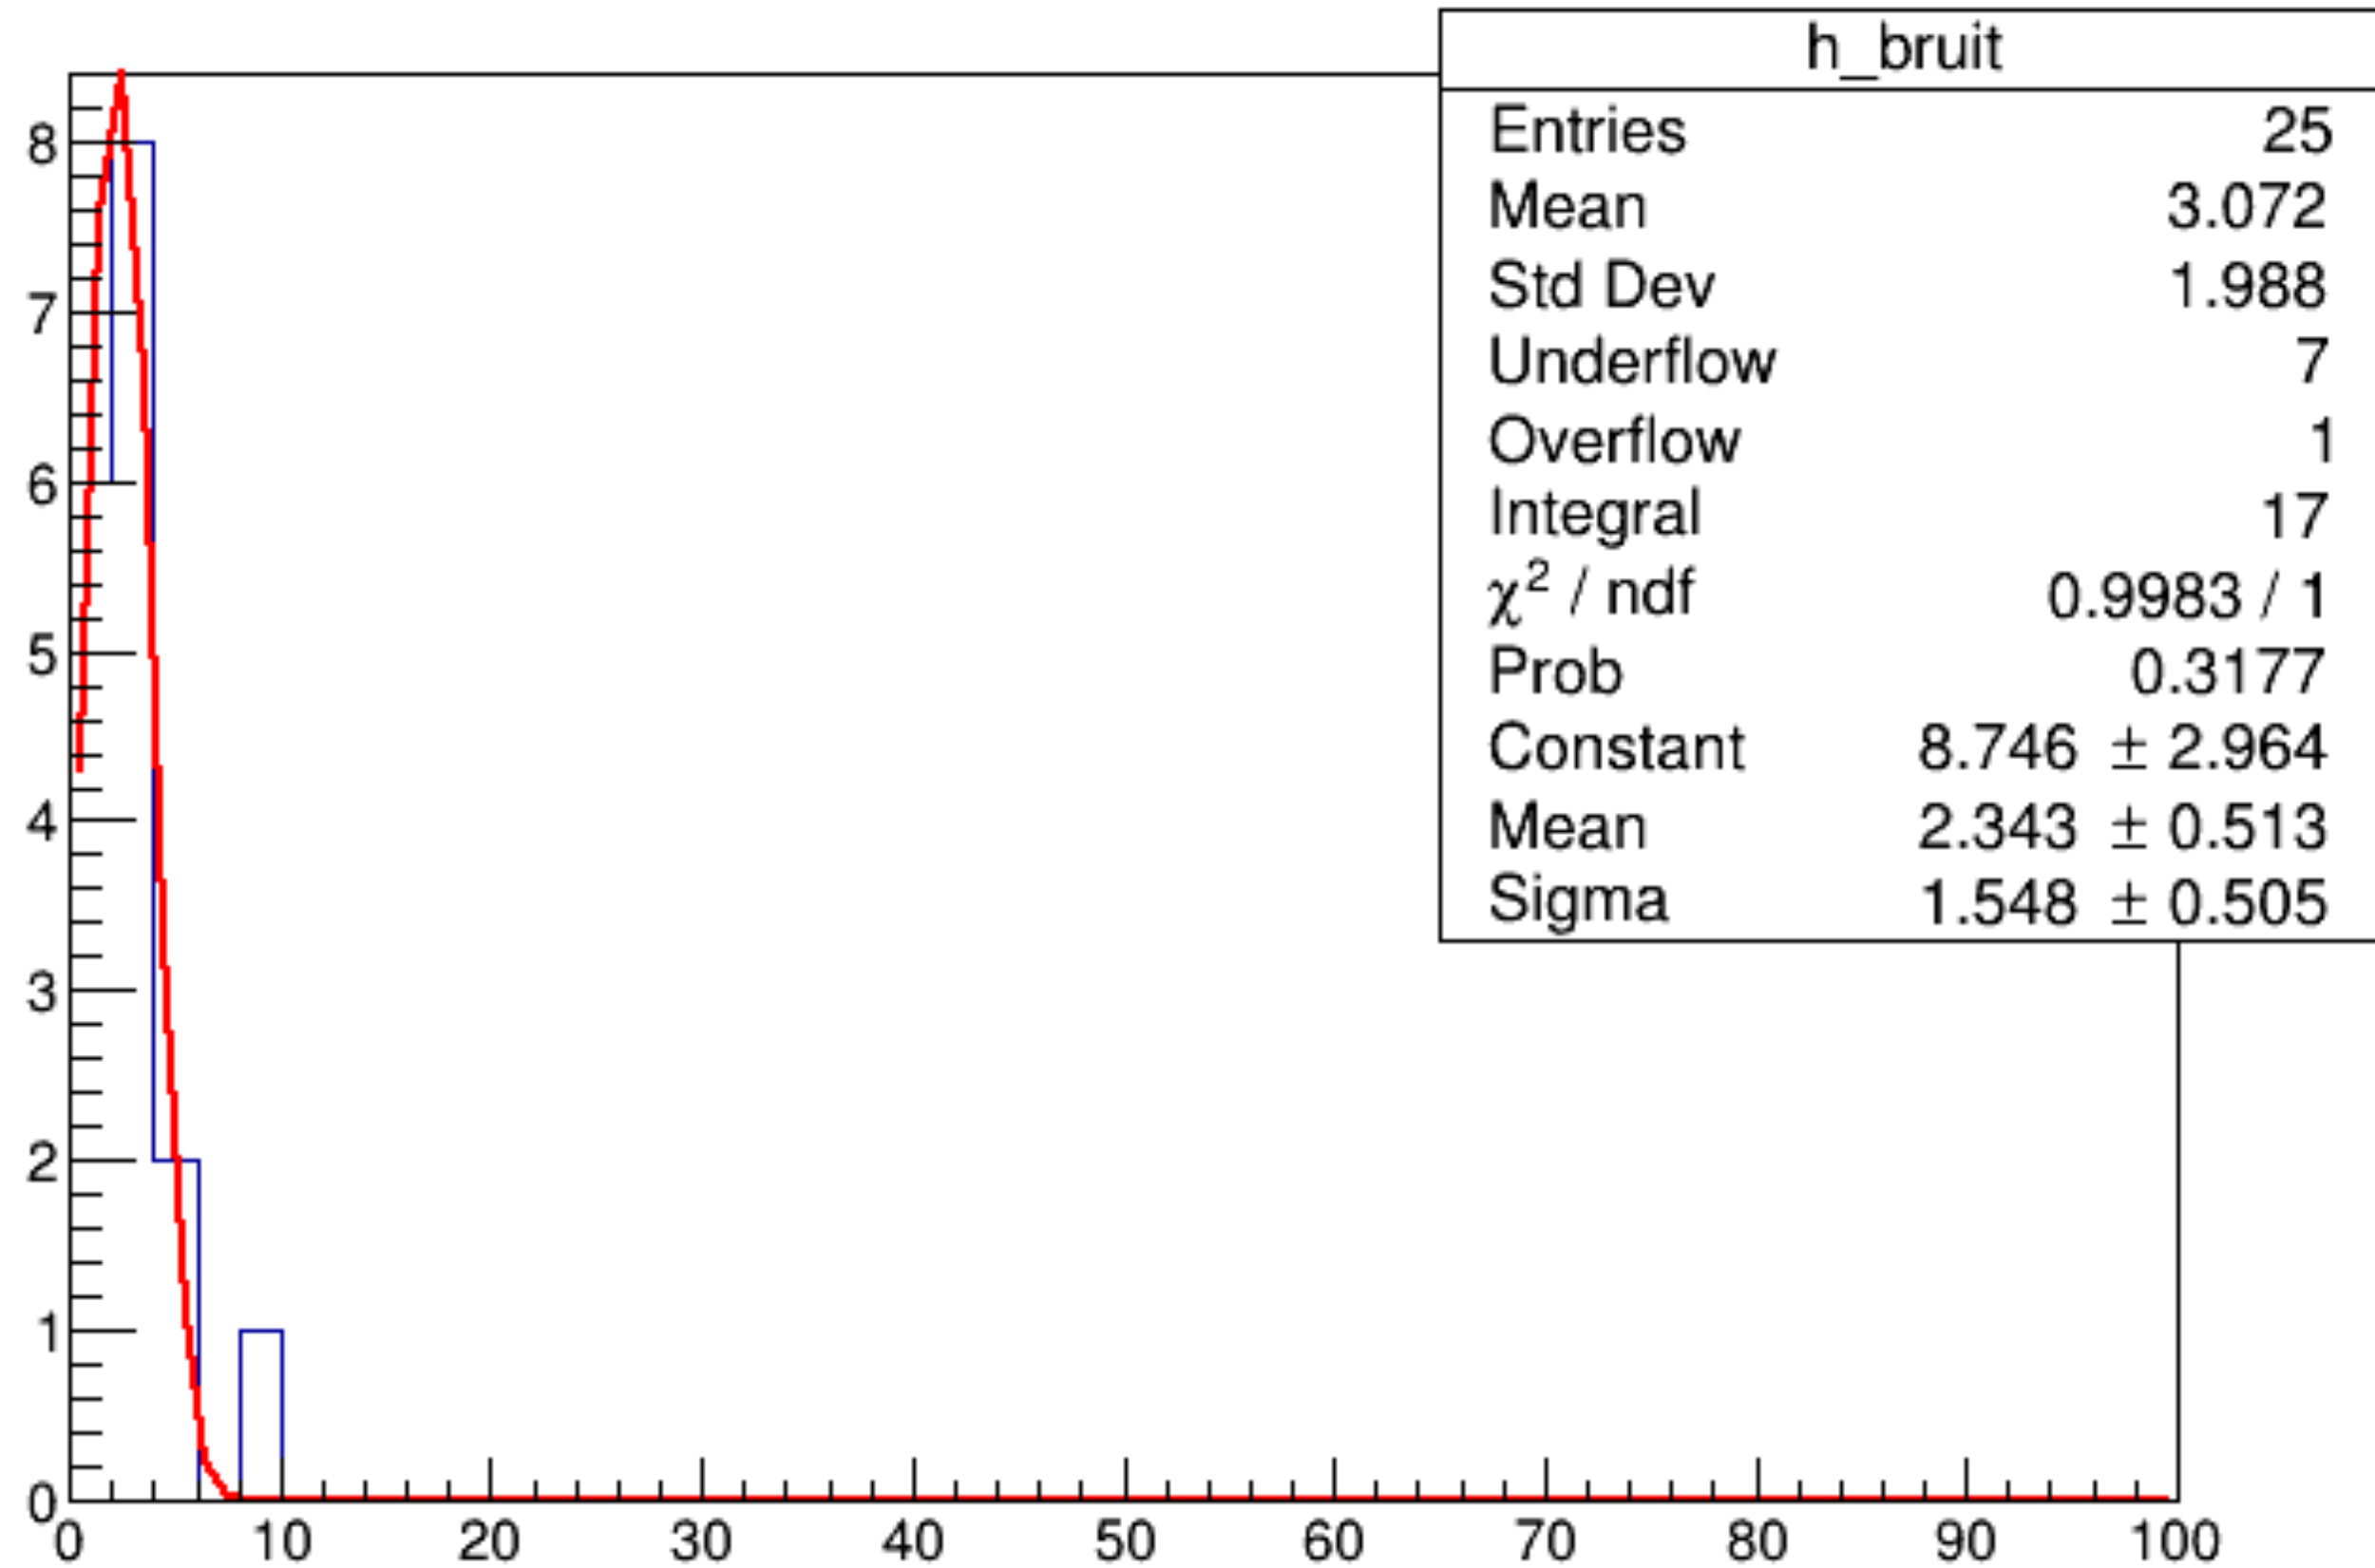 h_bruit
Entries 25
Mean 3.072
Std Dev 1.988
Underflow 7
Overflow 1
Integral 17
χ² / ndf 0.9983 / 1
Prob 0.3177
Constant 8.746 ± 2.964
Mean 2.343 ± 0.513
Sigma 1.548 ± 0.505
8
7
6
5
4
3
2
1
0
0 10 20 30 40 50 60 70 80 90 100